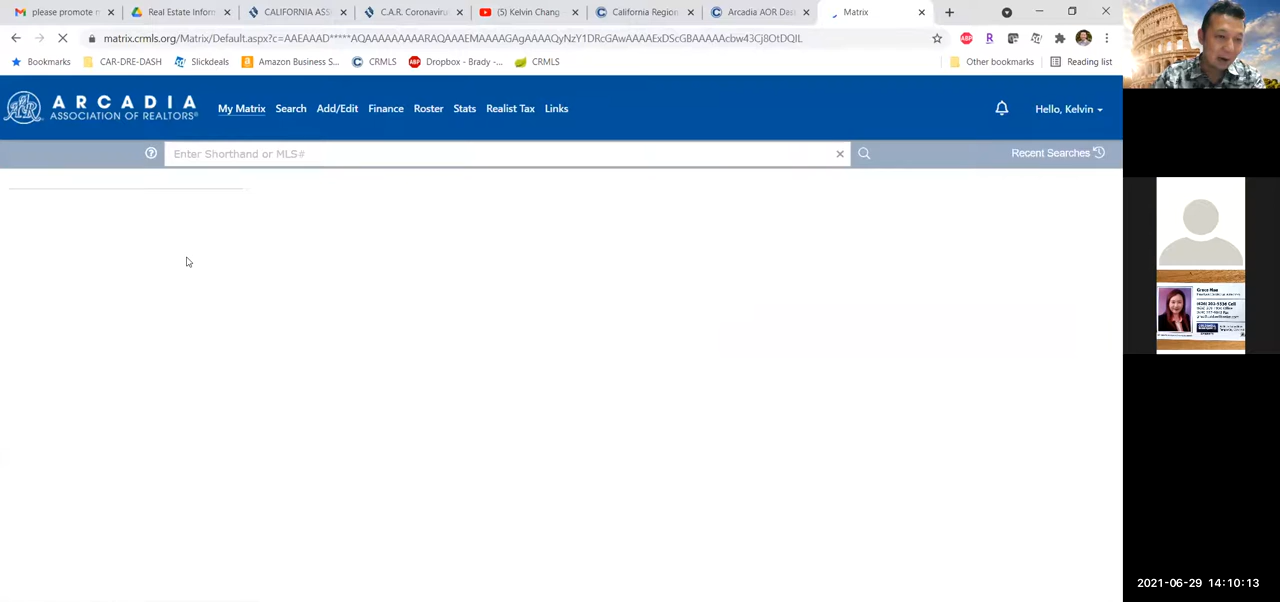 please promote m
Real Estate Inform
CALIFORNIA ASS
C.A.R. Coronaviru
(5) Kelvin Chang
California Region
Arcadia AOR Das
Matrix
matrix.crmls.org/Matrix/Default.aspx?c=AAEAAAD*****AQAAAAAAAAARAQAAAEMAAAAGAgAAAAQyNzY1DRcGAwAAAAExDScGBAAAAAcbw43Cj8OtDQIL
Bookmarks
CAR-DRE-DASH
Slickdeals
Amazon Business S...
CRMLS
Dropbox - Brady -...
CRMLS
Other bookmarks
Reading list
ARCADIA
ASSOCIATION OF REALTORS®
My Matrix
Search
Add/Edit
Finance
Roster
Stats
Realist Tax
Links
Hello, Kelvin
Enter Shorthand or MLS#
Recent Searches
2021-06-29 14:10:13